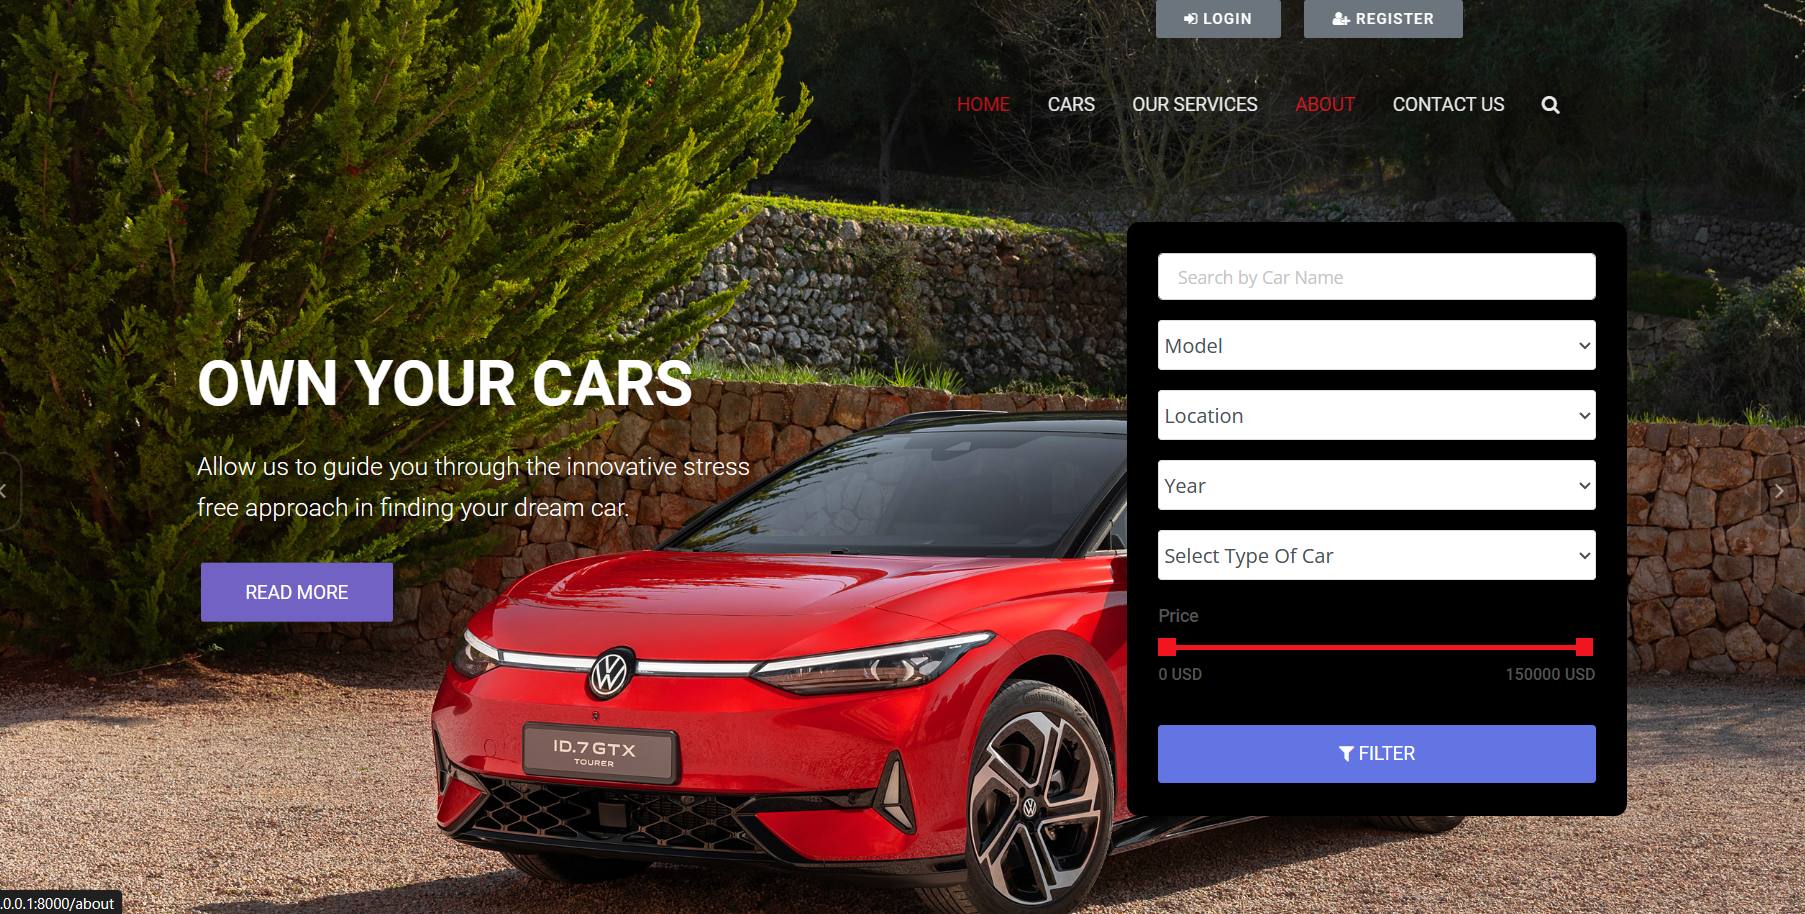 LOGIN
REGISTER
HOME
CARS
OUR SERVICES
ABOUT
CONTACT US
Search by Car Name
Model
Location
Year
Select Type Of Car
Price
0 USD
150000 USD
FILTER
OWN YOUR CARS
Allow us to guide you through the innovative stress
free approach in finding your dream car.
READ MORE
ID.7 GTX
TOURER
Continental
.0.0.1:8000/about